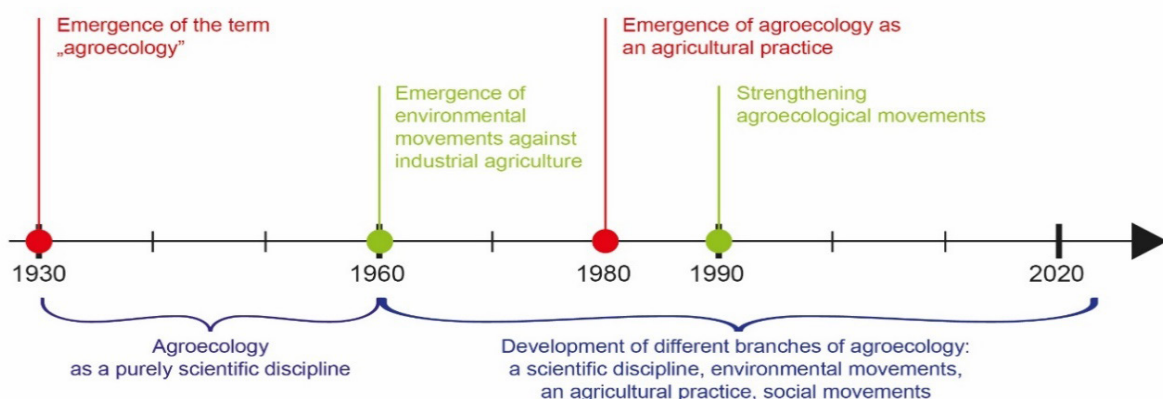 Emergence of the term
„agroecology”
Emergence of
environmental
movements against
industrial agriculture
Emergence of agroecology as
an agricultural practice
Strengthening
agroecological movements
1930
1960
1980
1990
2020
Agroecology
as a purely scientific discipline
Development of different branches of agroecology:
a scientific discipline, environmental movements,
an agricultural practice, social movements